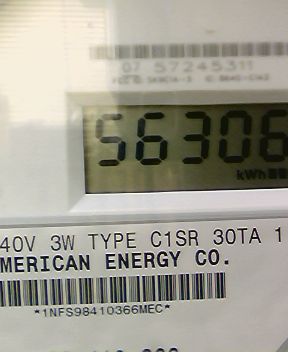 07 57245311
56306
kWh
40V 3W TYPE C1SR 30TA 1
MERICAN ENERGY CO.
*1NFS98410366MEC*